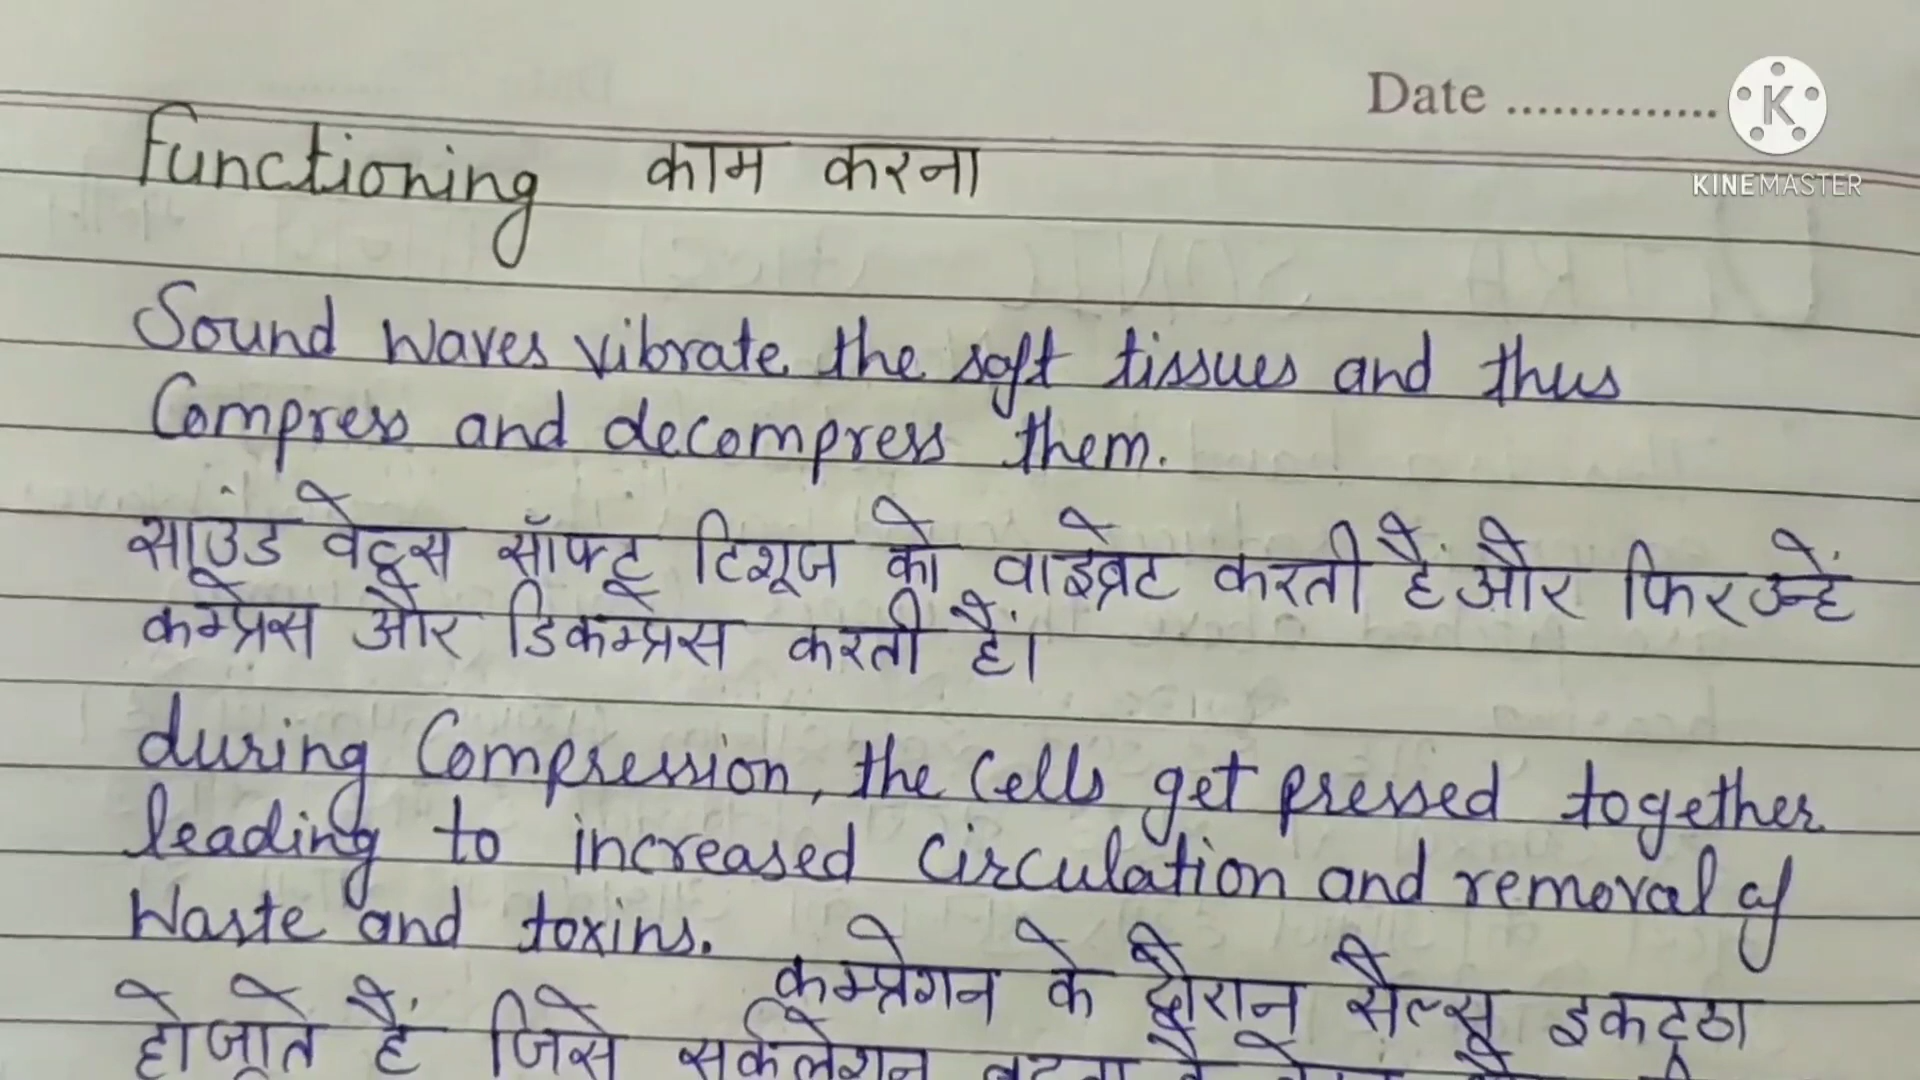 Date ..............
KINEMASTER
Functioning काम करना
Sound waves vibrate the soft tissues and thus
Compress and decompress them.
साउंड वेव्स सॉफ्ट टिशूज को वाइब्रेट करती हैं और फिर उन्हें
कम्प्रेस और डिकम्प्रेस करती हैं।
during Compression, the cells get pressed together
leading to increased circulation and removal of
Waste and toxins.
कम्प्रेशन के दौरान सैल्स इकट्ठा
हो जाते हैं जिसे सर्कुलेशन